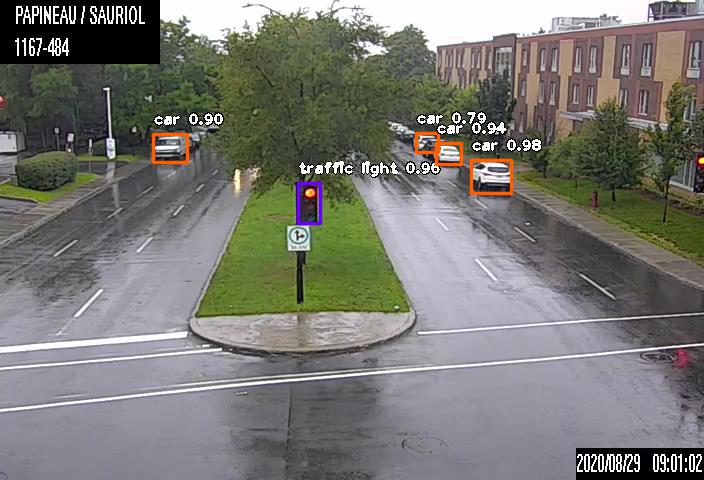 PAPINEAU / SAURIOL
1167-484
car 0.90
car 0.79
car 0.94
car 0.98
traffic light 0.96
2020/08/29 09:01:02